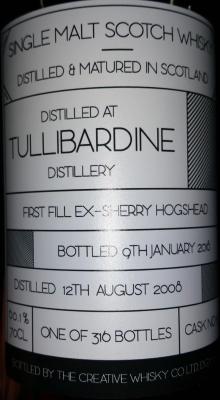 SINGLE MALT SCOTCH WHISKY
DISTILLED & MATURED IN SCOTLAND
DISTILLED AT
TULLIBARDINE
DISTILLERY
FIRST FILL EX-SHERRY HOGSHEAD
BOTTLED 9TH JANUARY
DISTILLED 12TH AUGUST 2008
60.1%
70CL
ONE OF 316 BOTTLES
CASK NO
BOTTLED BY THE CREATIVE WHISKY CO.LTD.